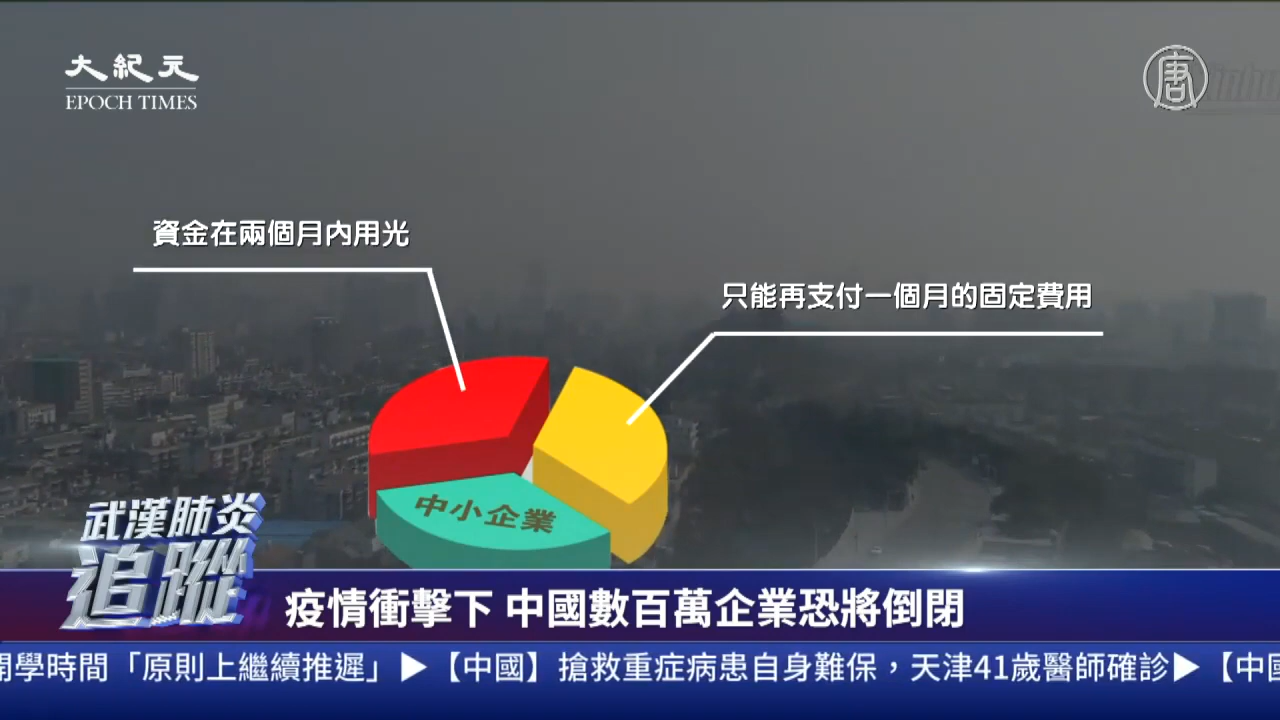 大紀元
EPOCH TIMES
唐
資金在兩個月內用光
只能再支付一個月的固定費用
中小企業
武漢肺炎
追蹤
疫情衝擊下 中國數百萬企業恐將倒閉
開學時間「原則上繼續推遲」▶【中國】搶救重症病患自身難保，天津41歲醫師確診▶【中國